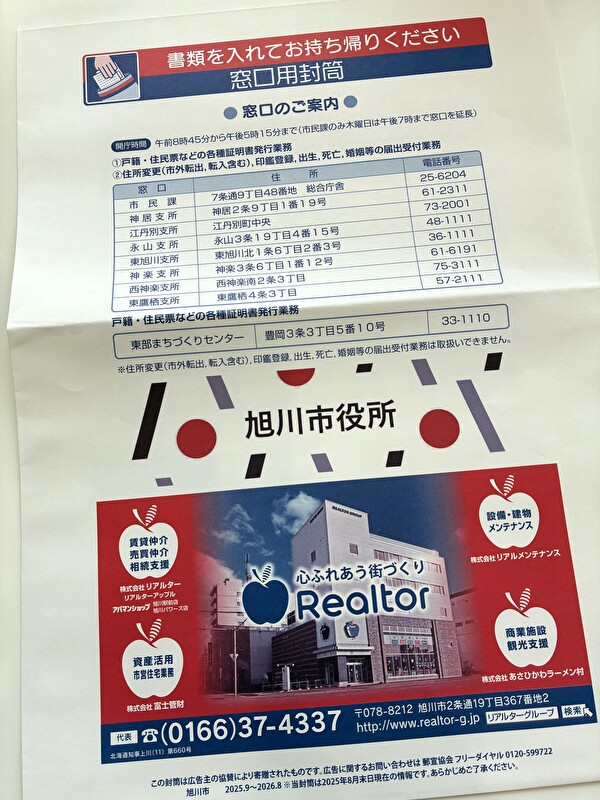 書類を入れてお持ち帰りください
窓口用封筒
● 窓口のご案内 ●
開庁時間 午前8時45分から午後5時15分まで(市民課のみ木曜日は午後7時まで窓口を延長)
①戸籍・住民票などの各種証明書発行業務
②住所変更(市外転出,転入含む),印鑑登録,出生,死亡,婚姻等の届出受付業務
窓口 住所 電話番号
市民課 7条通9丁目48番地 総合庁舎 25-6204
神居支所 神居2条9丁目1番19号 61-2311
江丹別支所 江丹別町中央 73-2001
永山支所 永山3条19丁目4番15号 48-1111
東旭川支所 東旭川北1条6丁目2番3号 36-1111
神楽支所 神楽3条6丁目1番12号 61-6191
西神楽支所 西神楽南2条3丁目 75-3111
東鷹栖支所 東鷹栖4条3丁目 57-2111
戸籍・住民票などの各種証明書発行業務
東部まちづくりセンター 豊岡3条3丁目5番10号 33-1110
※住所変更(市外転出,転入含む),印鑑登録,出生,死亡,婚姻等の届出受付業務は取扱いできません。
旭川市役所
REALTOR GROUP
賃貸仲介
売買仲介
相続支援
株式会社リアルター
リアルターアップル
アパマンショップ 旭川駅前店
旭川パワーズ店
資産活用
市営住宅業務
株式会社富士管財
心ふれあう街づくり
Realtor
設備・建物
メンテナンス
株式会社リアルメンテナンス
商業施設
観光支援
株式会社あさひかわラーメン村
代表 ☎(0166)37-4337
〒078-8212 旭川市2条通19丁目367番地2
http://www.realtor-g.jp リアルターグループ 検索
北海道知事上川(11) 第660号
この封筒は広告主の協賛により寄贈されたものです。広告に関するお問い合わせは 郵宣協会 フリーダイヤル 0120-599722
旭川市 2025.9~2026.8 ※当封筒は2025年8月末日現在の情報です。あらかじめご了承ください。